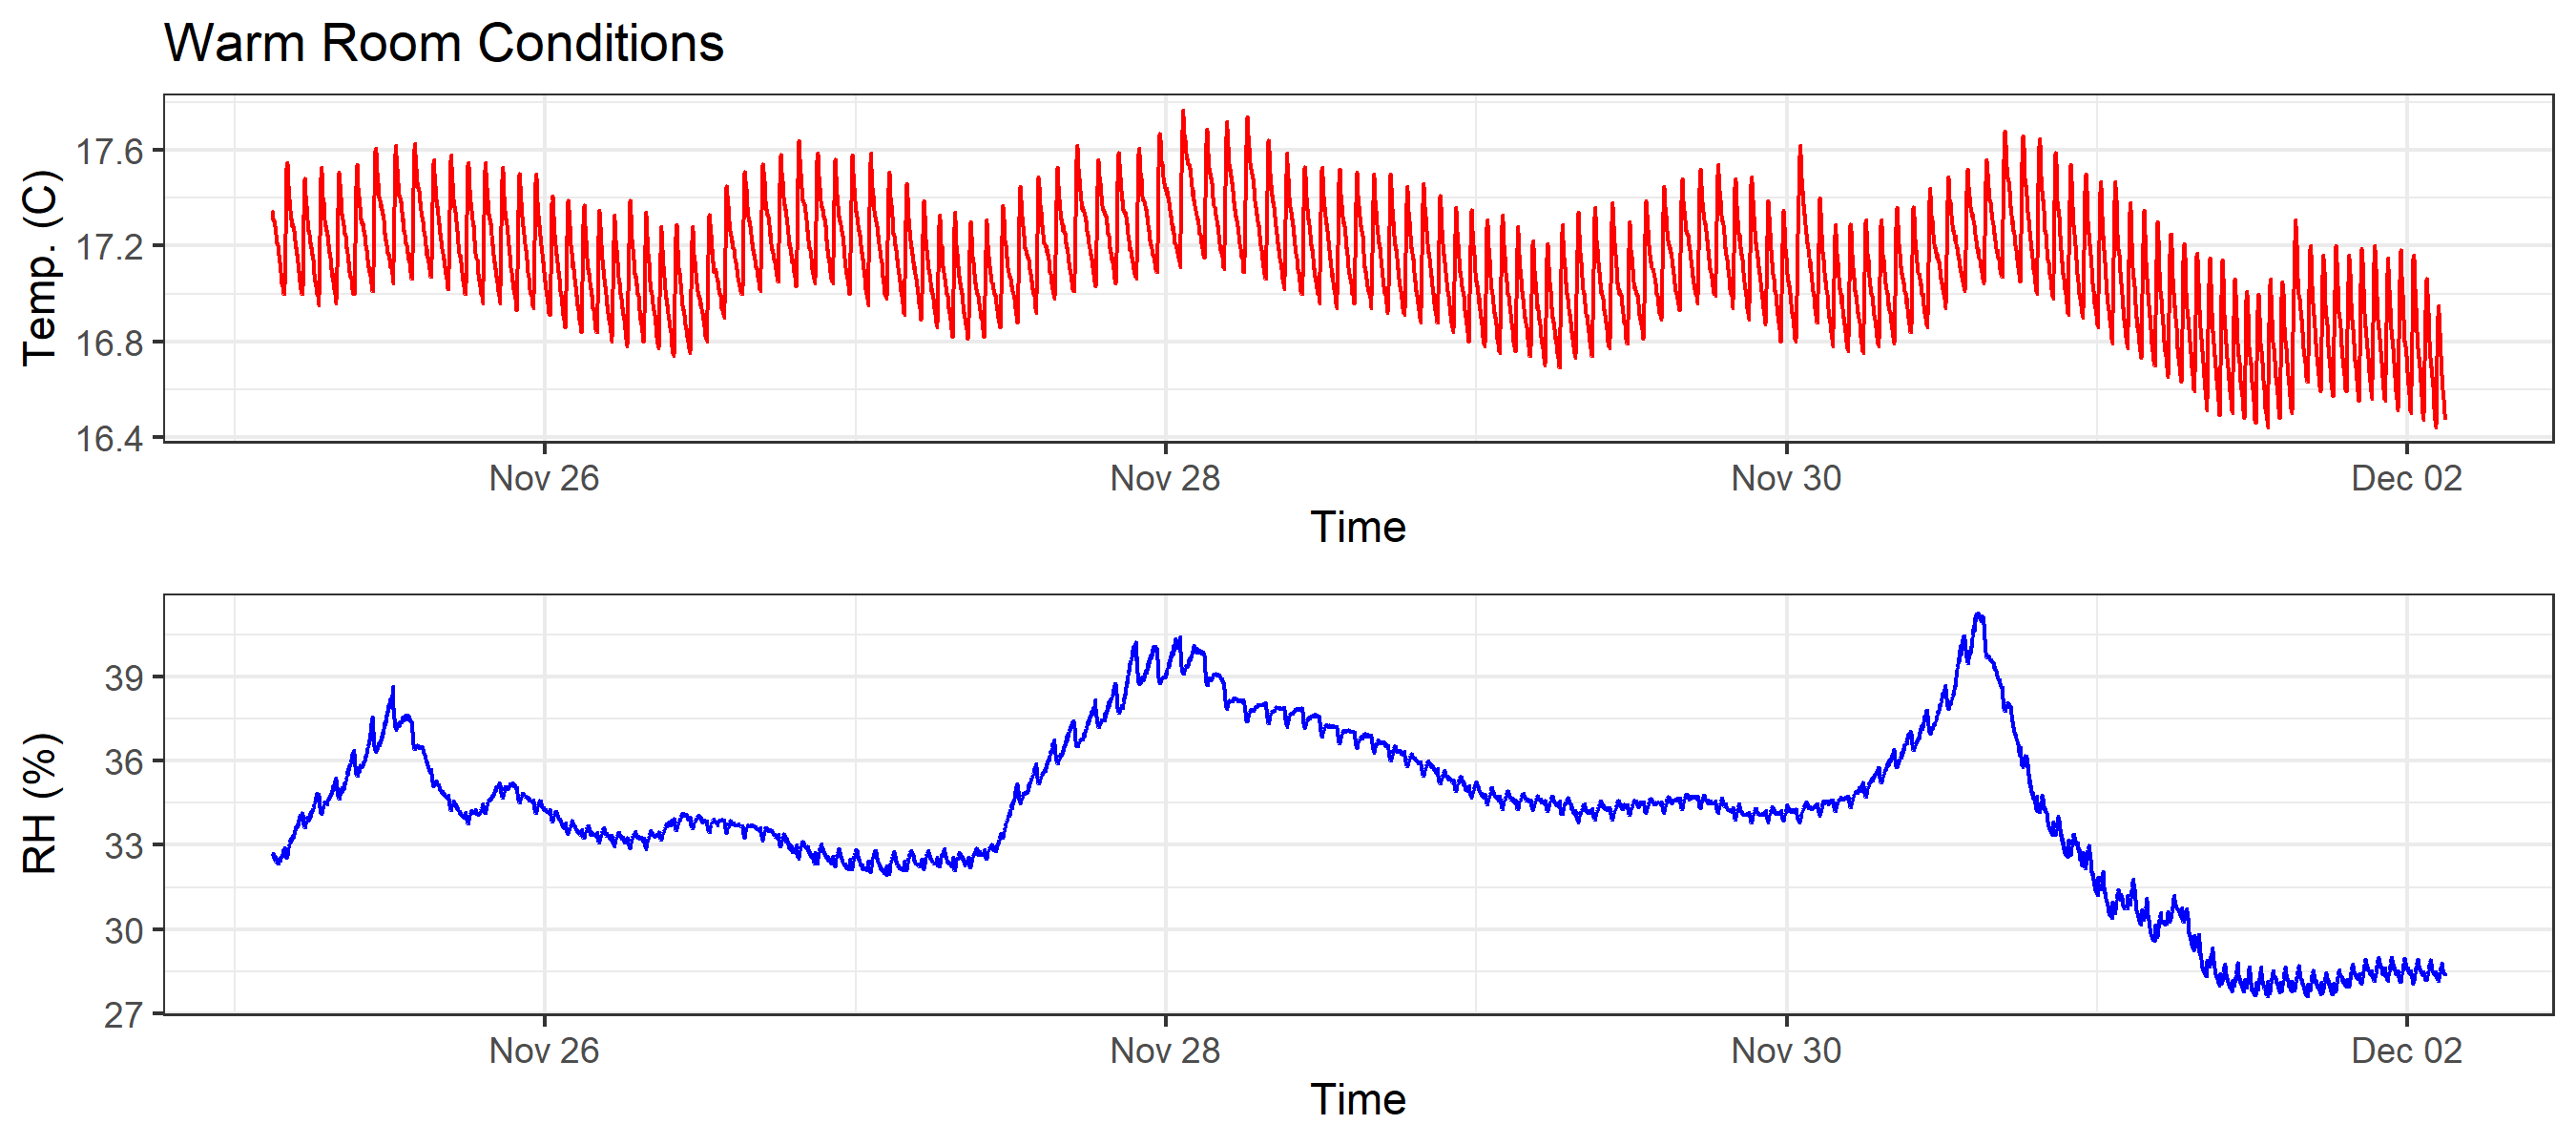 Warm Room Conditions
Temp. (C)
17.6
17.2
16.8
16.4
Nov 26 Nov 28 Nov 30 Dec 02
Time
RH (%)
39
36
33
30
27
Nov 26 Nov 28 Nov 30 Dec 02
Time